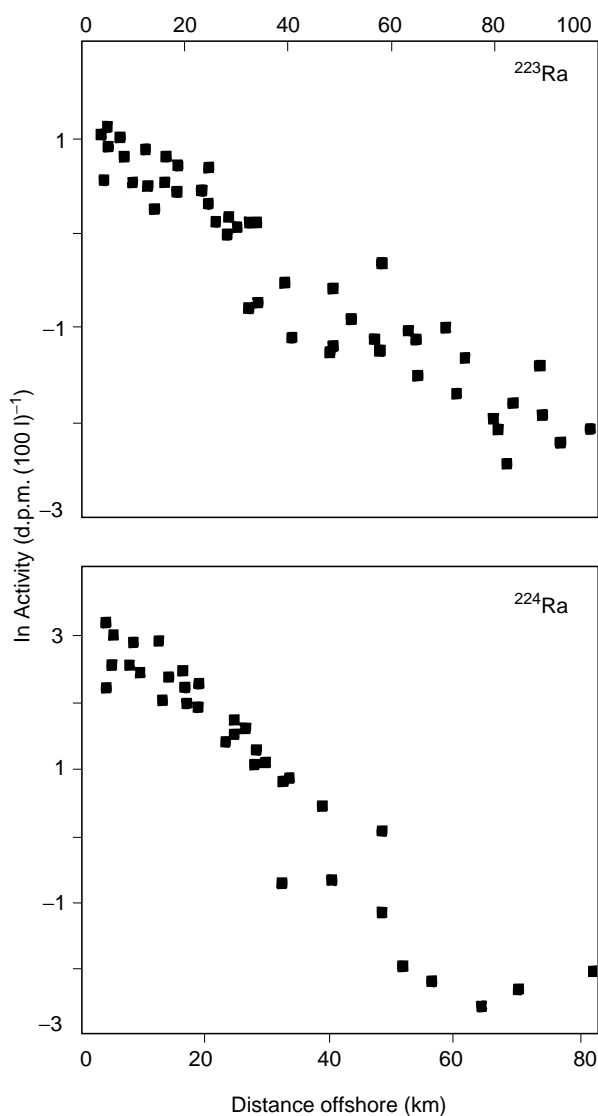 0 20 40 60 80 100
223Ra
1
–1
–3
ln Activity (d.p.m. (100 l)–1)
224Ra
3
1
–1
–3
0 20 40 60 80
Distance offshore (km)